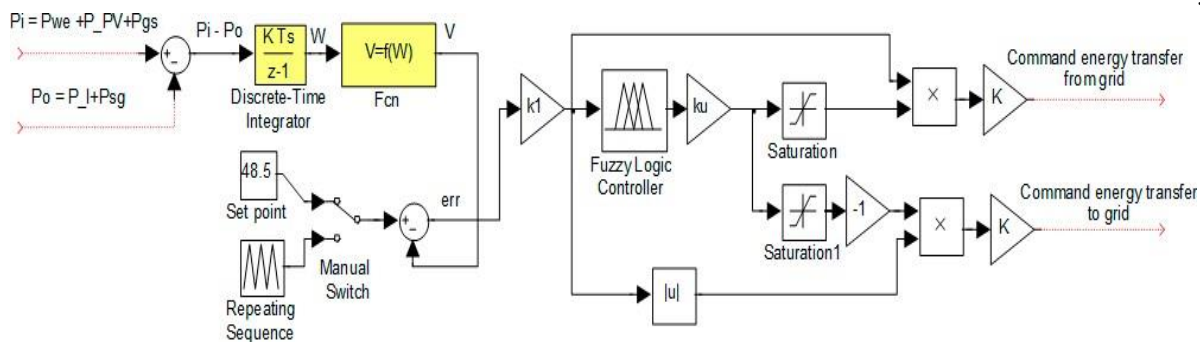 Pi = Pwe +P_PV+Pgs
Pi - Po
KTs
z-1
W
V=f(W)
V
Discrete-Time
Integrator
Fcn
Po = P_l+Psg
48.5
Set point
Repeating
Sequence
Manual
Switch
err
k1
Fuzzy Logic
Controller
ku
Saturation
×
K
Command energy transfer
from grid
Saturation1
-1
|u|
×
K
Command energy transfer
to grid